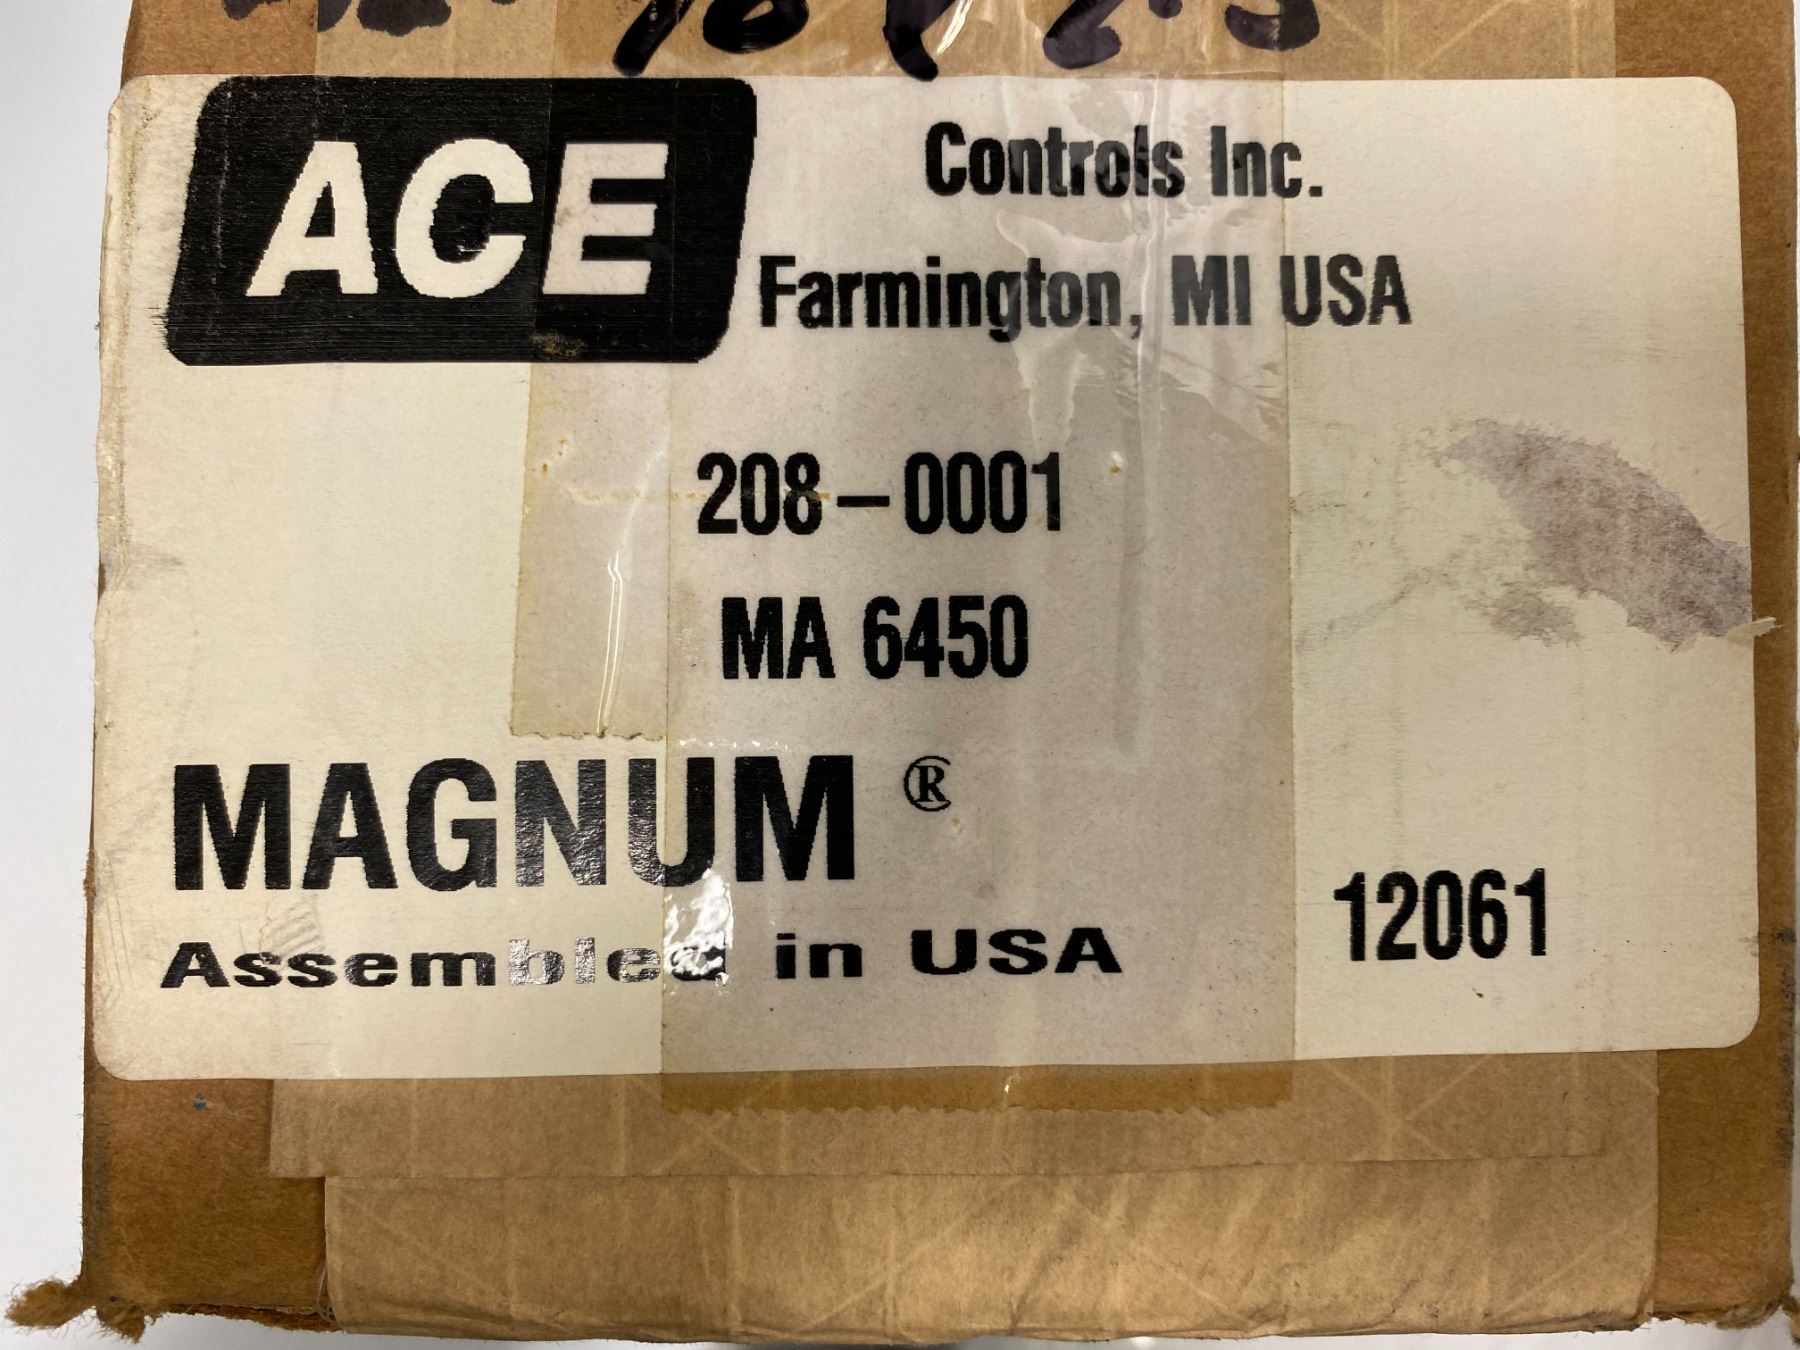 ACE Controls Inc.
Farmington, MI USA
208-0001
MA 6450
MAGNUM ®
Assembled in USA
12061